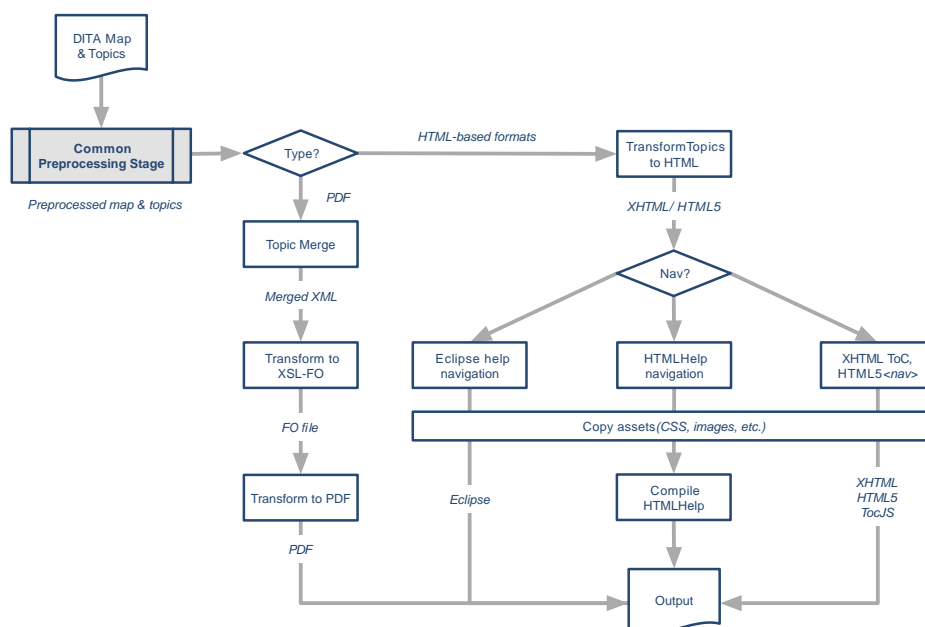 DITA Map
& Topics
Common
Preprocessing Stage
Preprocessed map & topics
Type?
HTML-based formats
PDF
Topic Merge
Merged XML
Transform to
XSL-FO
FO file
Transform to PDF
PDF
TransformTopics
to HTML
XHTML/ HTML5
Nav?
Eclipse help
navigation
HTMLHelp
navigation
XHTML ToC,
HTML5<nav>
Copy assets(CSS, images, etc.)
Eclipse
Compile
HTMLHelp
XHTML
HTML5
TocJS
Output